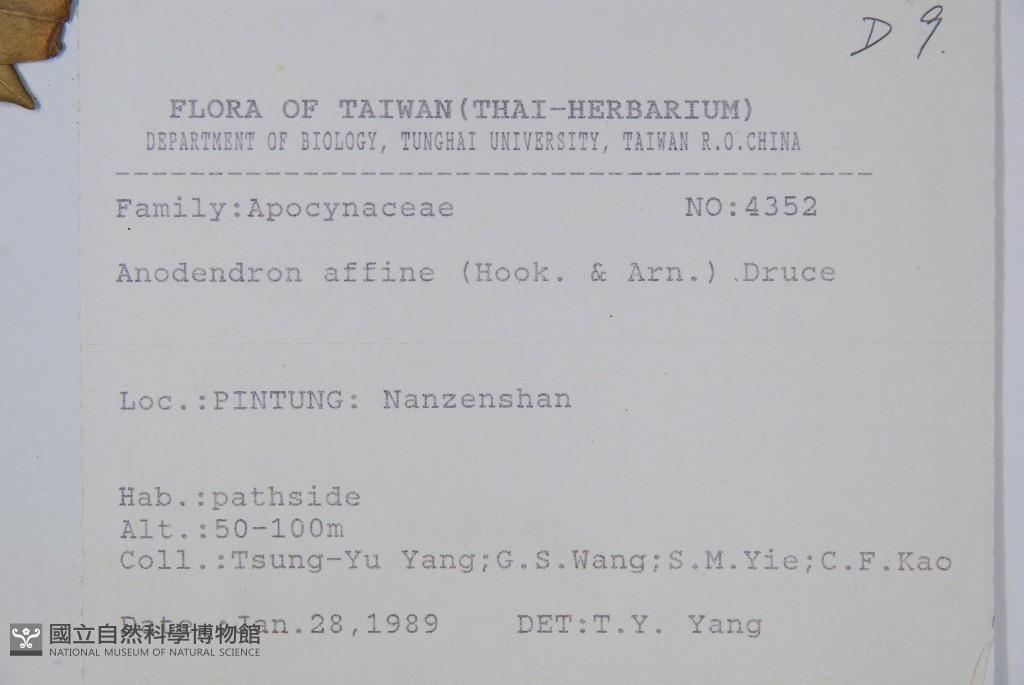 D 9.
FLORA OF TAIWAN(THAI-HERBARIUM)
DEPARTMENT OF BIOLOGY, TUNGHAI UNIVERSITY, TAIWAN R.O.CHINA
Family:Apocynaceae NO:4352
Anodendron affine (Hook. & Arn.) Druce
Loc.:PINTUNG: Nanzenshan
Hab.:pathside
Alt.:50-100m
Coll.:Tsung-Yu Yang;G.S.Wang;S.M.Yie;C.F.Kao
Date.:Jan.28,1989 DET:T.Y. Yang
國立自然科學博物館
NATIONAL MUSEUM OF NATURAL SCIENCE